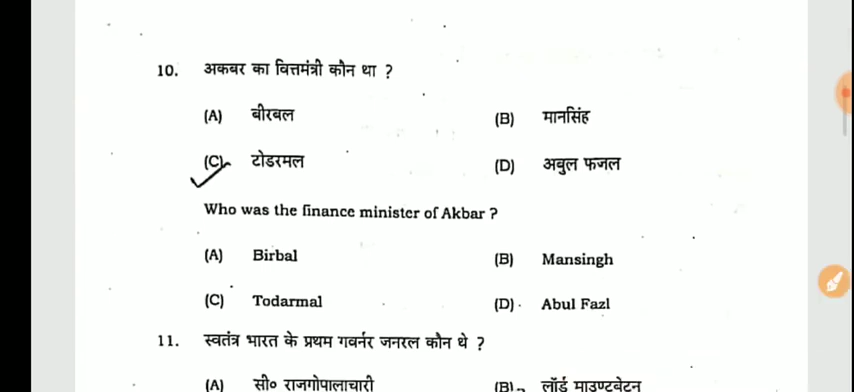 10. अकबर का वित्तमंत्री कौन था ?
(A) बीरबल (B) मानसिंह
(C) टोडरमल (D) अबुल फजल
Who was the finance minister of Akbar ?
(A) Birbal (B) Mansingh
(C) Todarmal (D) Abul Fazl
11. स्वतंत्र भारत के प्रथम गवर्नर जनरल कौन थे ?
(A) सी० राजगोपालाचारी (B) लॉर्ड माउण्टबेटन